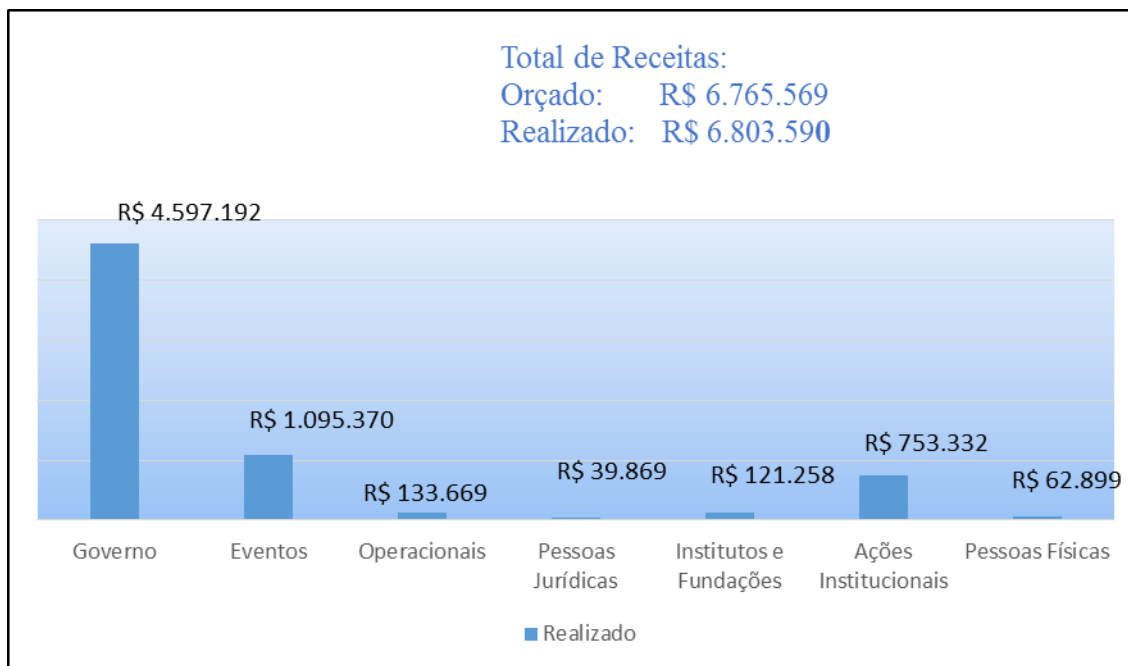 Total de Receitas:
Orçado: R$ 6.765.569
Realizado: R$ 6.803.590
R$ 4.597.192
R$ 1.095.370
R$ 133.669
R$ 39.869
R$ 121.258
R$ 753.332
R$ 62.899
Governo
Eventos
Operacionais
Pessoas
Jurídicas
Institutos e
Fundações
Ações
Institucionais
Pessoas Físicas
Realizado